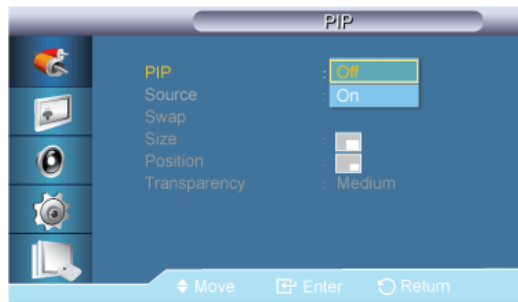 PIP
PIP : Off
Source : On
Swap
Size :
Position :
Transparency : Medium
Move Enter Return